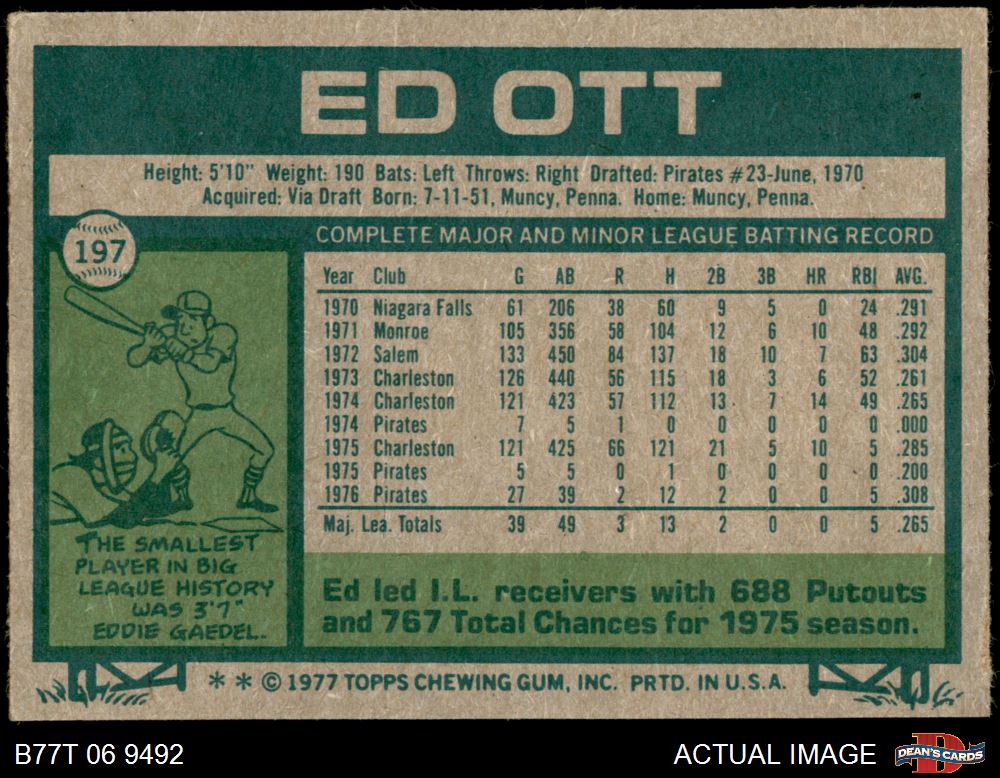 ED OTT
Height: 5'10" Weight: 190 Bats: Left Throws: Right Drafted: Pirates #23-June, 1970
Acquired: Via Draft Born: 7-11-51, Muncy, Penna. Home: Muncy, Penna.
197
COMPLETE MAJOR AND MINOR LEAGUE BATTING RECORD
Year Club G AB R H 2B 3B HR RBI AVG.
1970 Niagara Falls 61 206 38 60 9 5 0 24 .291
1971 Monroe 105 356 58 104 12 6 10 48 .292
1972 Salem 133 450 84 137 18 10 7 63 .304
1973 Charleston 126 440 56 115 18 3 6 52 .261
1974 Charleston 121 423 57 112 13 7 14 49 .265
1974 Pirates 7 5 1 0 0 0 0 0 .000
1975 Charleston 121 425 66 121 21 5 10 5 .285
1975 Pirates 5 5 0 1 0 0 0 0 .200
1976 Pirates 27 39 2 12 2 0 0 5 .308
Maj. Lea. Totals 39 49 3 13 2 0 0 5 .265
THE SMALLEST
PLAYER IN BIG
LEAGUE HISTORY
WAS 3'7"
EDDIE GAEDEL.
Ed led I.L. receivers with 688 Putouts
and 767 Total Chances for 1975 season.
* * © 1977 TOPPS CHEWING GUM, INC. PRTD. IN U.S.A.
B77T 06 9492
ACTUAL IMAGE
DEAN'S CARDS